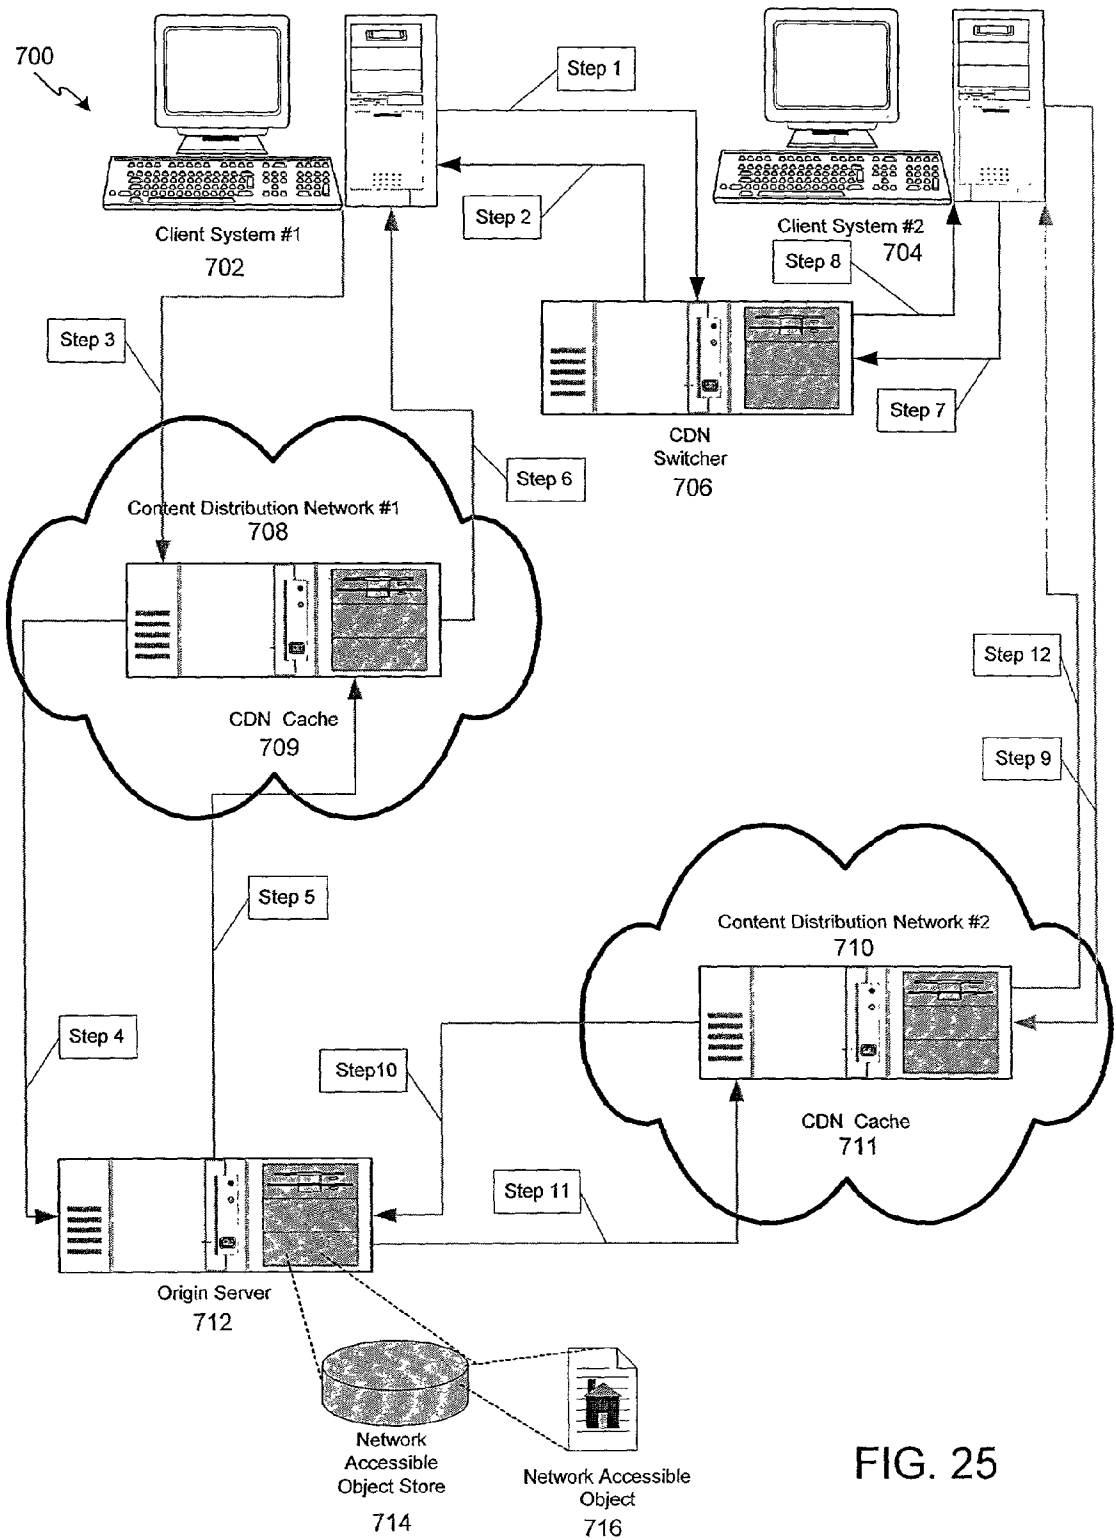 700
Step 1
Step 2
Client System #1
702
Client System #2
704
Step 8
Step 3
Step 7
CDN
Switcher
706
Step 6
Content Distribution Network #1
708
Step 12
CDN Cache
709
Step 9
Step 5
Content Distribution Network #2
710
Step 4
Step10
CDN Cache
711
Step 11
Origin Server
712
Network
Accessible
Object Store
714
Network Accessible
Object
716
FIG. 25